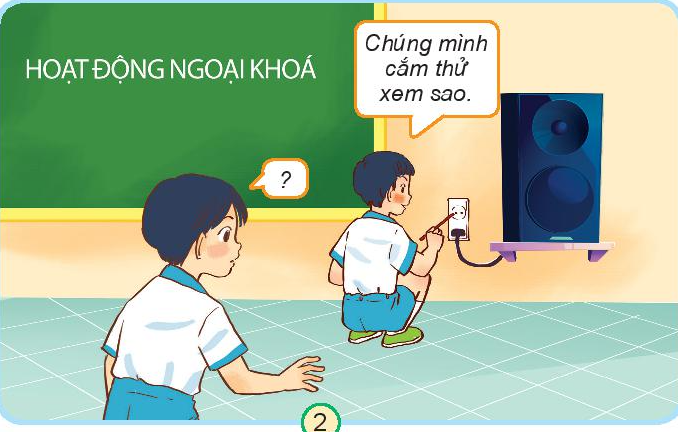 HOẠT ĐỘNG NGOẠI KHOÁ
Chúng mình
cắm thử
xem sao.
?
2